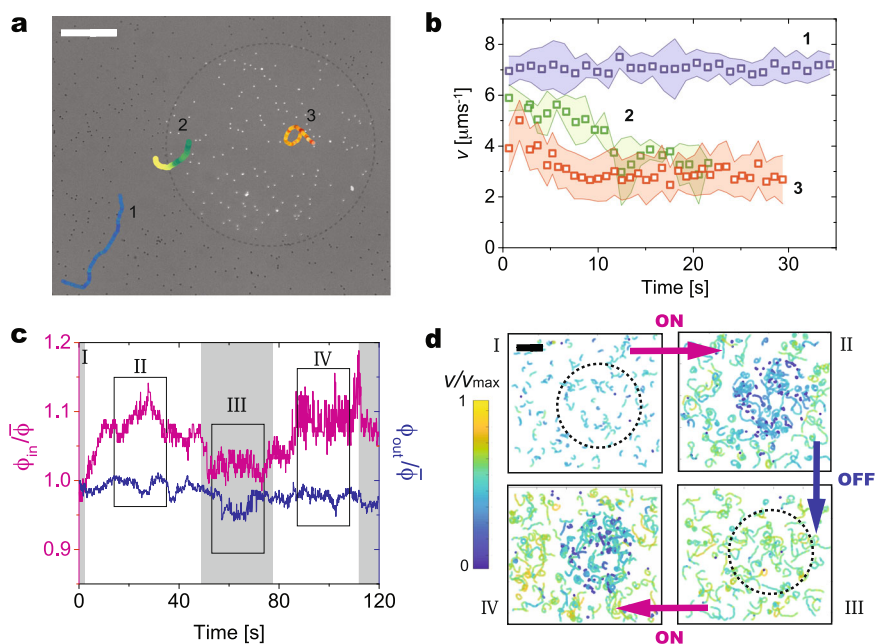 a
1
2
3
b
v [μms⁻¹]
8
6
4
2
0
1
2
3
0
10
20
30
Time [s]
c
ϕin/ϕ̅
1.2
1.1
1.0
0.9
I
II
III
IV
ϕout/ϕ̅
0
40
80
120
Time [s]
d
ON
I
II
V/Vmax
1
0
OFF
IV
III
ON